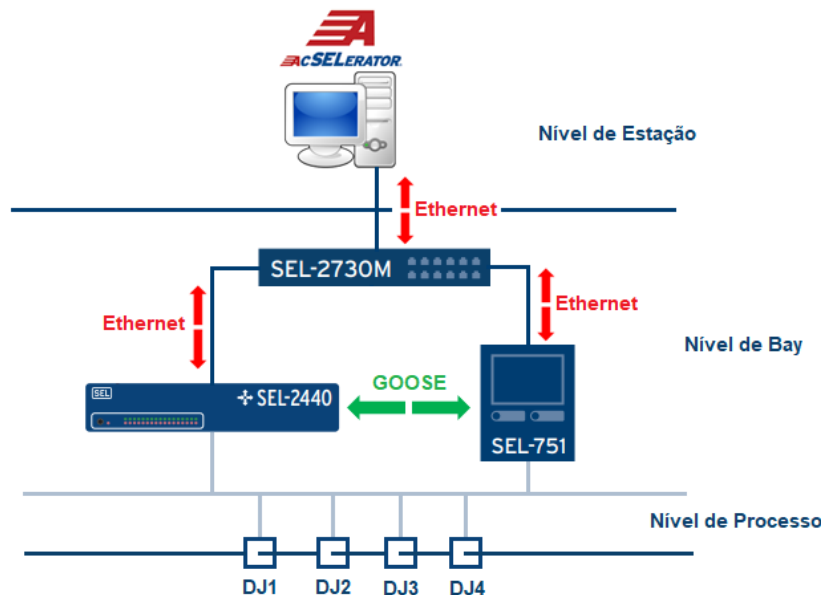 ACSELERATOR
Nível de Estação
Ethernet
SEL-2730M
Ethernet
Ethernet
Nível de Bay
GOOSE
SEL
SEL-2440
SEL-751
Nível de Processo
DJ1
DJ2
DJ3
DJ4